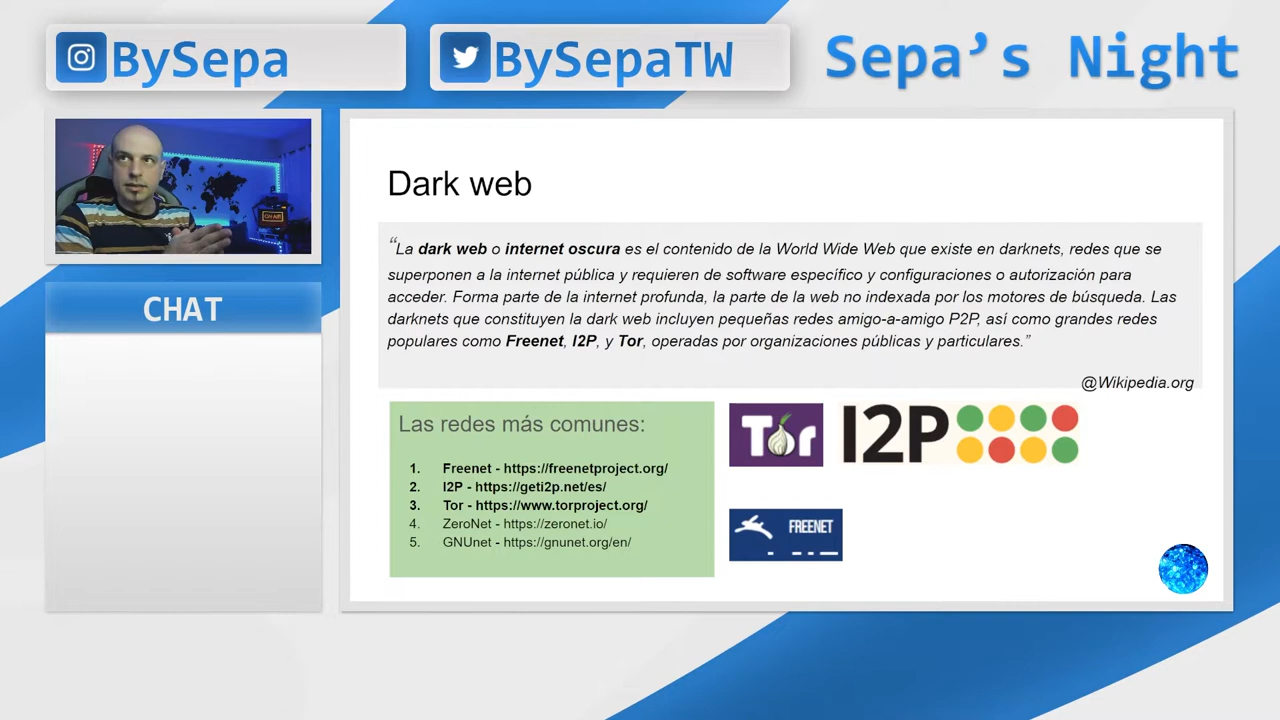 BySepa
BySepaTW
Sepa's Night
ON AIR
CHAT
Dark web
“La dark web o internet oscura es el contenido de la World Wide Web que existe en darknets, redes que se
superponen a la internet pública y requieren de software específico y configuraciones o autorización para
acceder. Forma parte de la internet profunda, la parte de la web no indexada por los motores de búsqueda. Las
darknets que constituyen la dark web incluyen pequeñas redes amigo-a-amigo P2P, así como grandes redes
populares como Freenet, I2P, y Tor, operadas por organizaciones públicas y particulares.”
@Wikipedia.org
Las redes más comunes:
1. Freenet - https://freenetproject.org/
2. I2P - https://geti2p.net/es/
3. Tor - https://www.torproject.org/
4. ZeroNet - https://zeronet.io/
5. GNUnet - https://gnunet.org/en/
Tor
I2P
FREENET